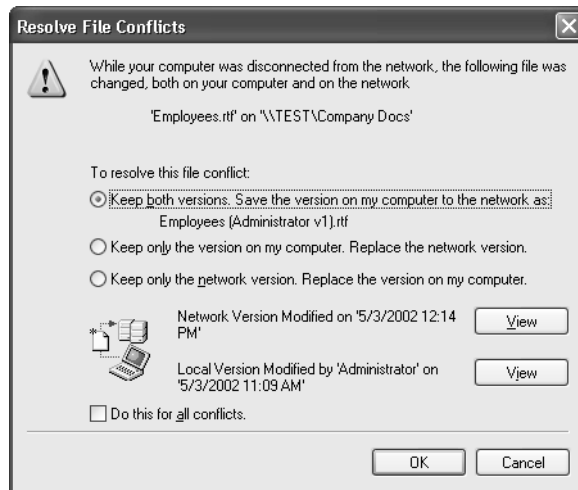 Resolve File Conflicts
While your computer was disconnected from the network, the following file was
changed, both on your computer and on the network
'Employees.rtf' on '\\TEST\Company Docs'
To resolve this file conflict:
Keep both versions. Save the version on my computer to the network as:
Employees (Administrator v1).rtf
Keep only the version on my computer. Replace the network version.
Keep only the network version. Replace the version on my computer.
Network Version Modified on '5/3/2002 12:14
PM'
View
Local Version Modified by 'Administrator' on
'5/3/2002 11:09 AM'
View
Do this for all conflicts.
OK
Cancel